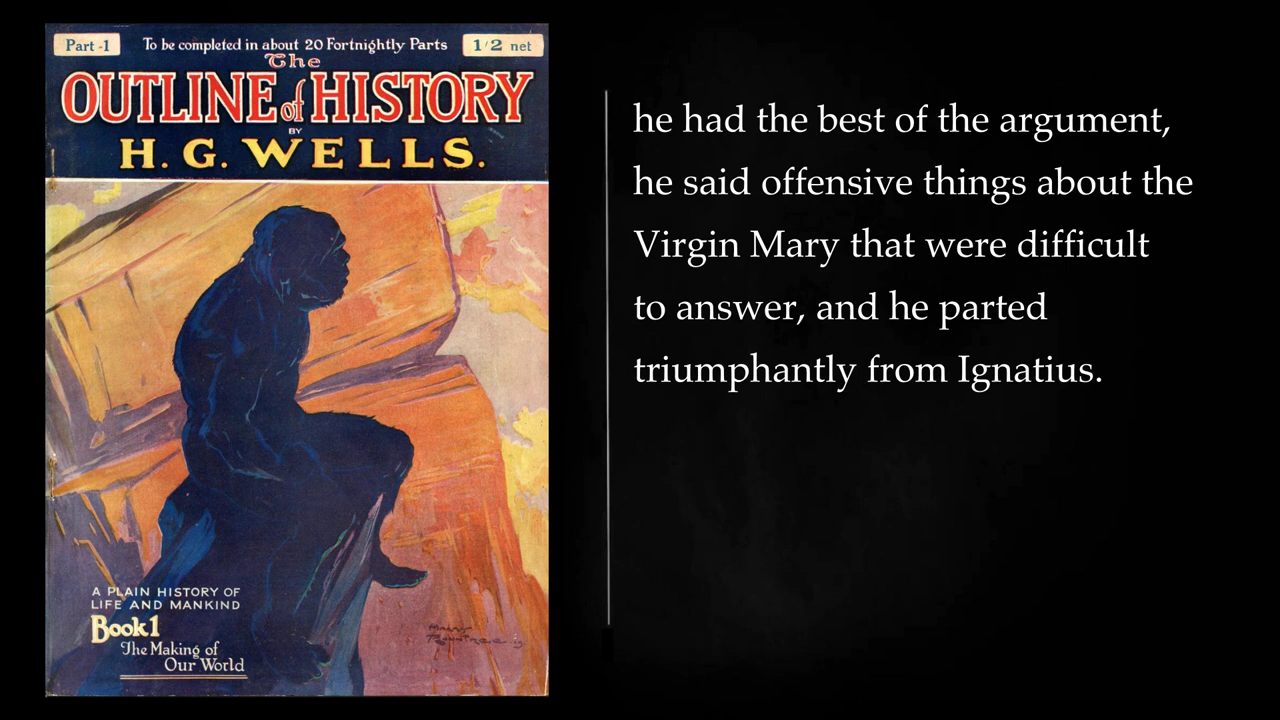 Part -1
To be completed in about 20 Fortnightly Parts
1/2 net
The
OUTLINE of HISTORY
BY
H. G. WELLS.
A PLAIN HISTORY OF
LIFE AND MANKIND
Book 1
The Making of
Our World
he had the best of the argument,
he said offensive things about the
Virgin Mary that were difficult
to answer, and he parted
triumphantly from Ignatius.